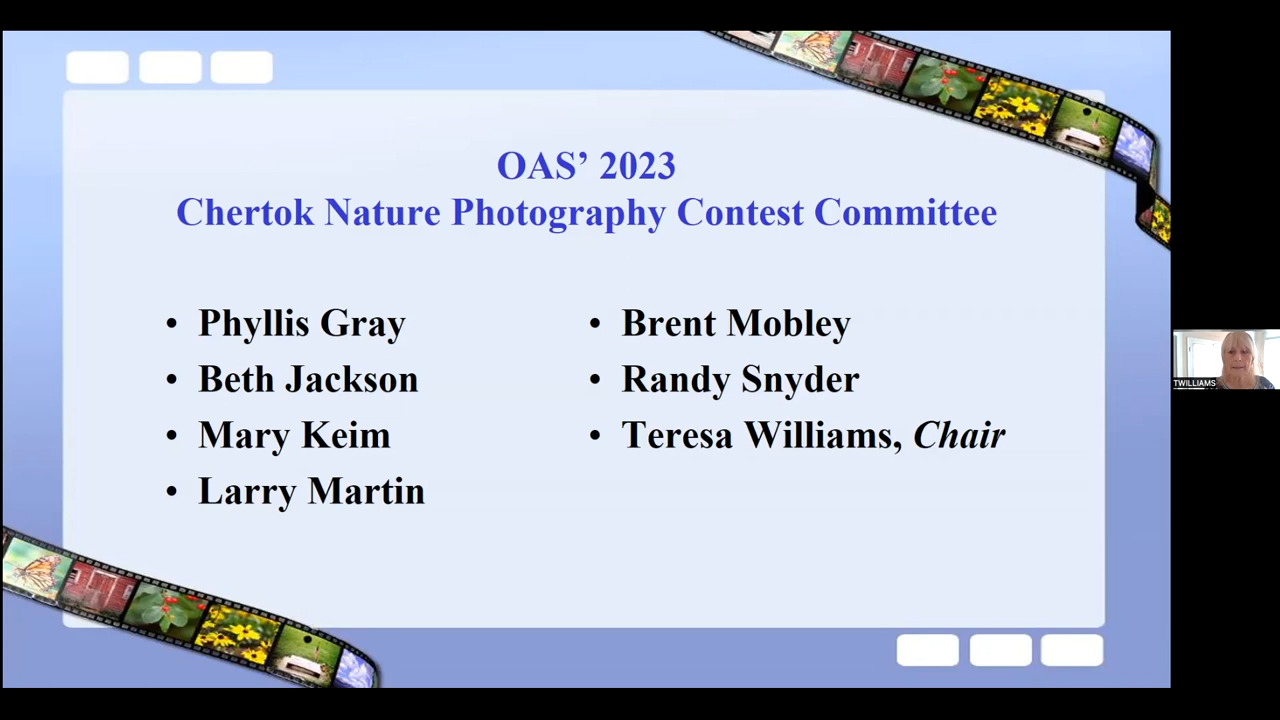 OAS’ 2023
Chertok Nature Photography Contest Committee
• Phyllis Gray
• Beth Jackson
• Mary Keim
• Larry Martin
• Brent Mobley
• Randy Snyder
• Teresa Williams, Chair
TWILLIAMS